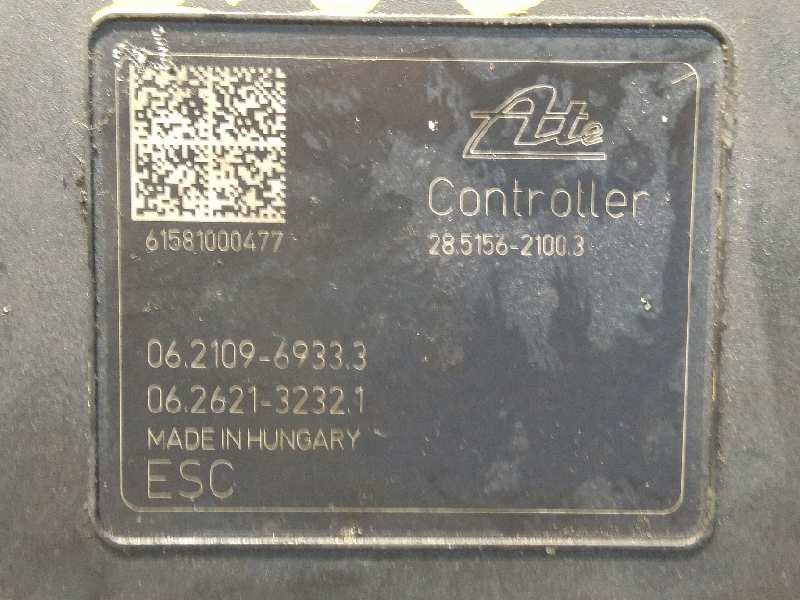 Ate
Controller
61581000477
28.5156-2100.3
06.2109-6933.3
06.2621-3232.1
MADE IN HUNGARY
ESC